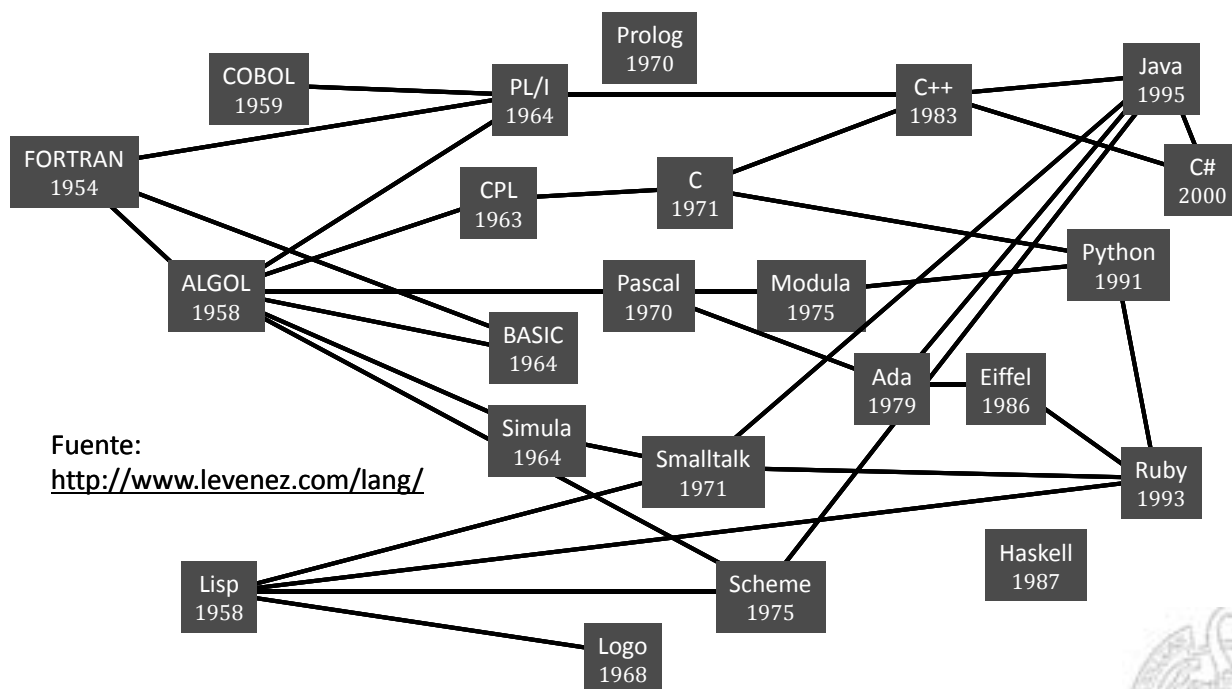 Prolog
1970
COBOL
1959
PL/I
1964
C++
1983
Java
1995
FORTRAN
1954
CPL
1963
C
1971
C#
2000
ALGOL
1958
Pascal
1970
Modula
1975
Python
1991
BASIC
1964
Ada
1979
Eiffel
1986
Simula
1964
Smalltalk
1971
Ruby
1993
Fuente:
http://www.levenez.com/lang/
Haskell
1987
Lisp
1958
Scheme
1975
Logo
1968